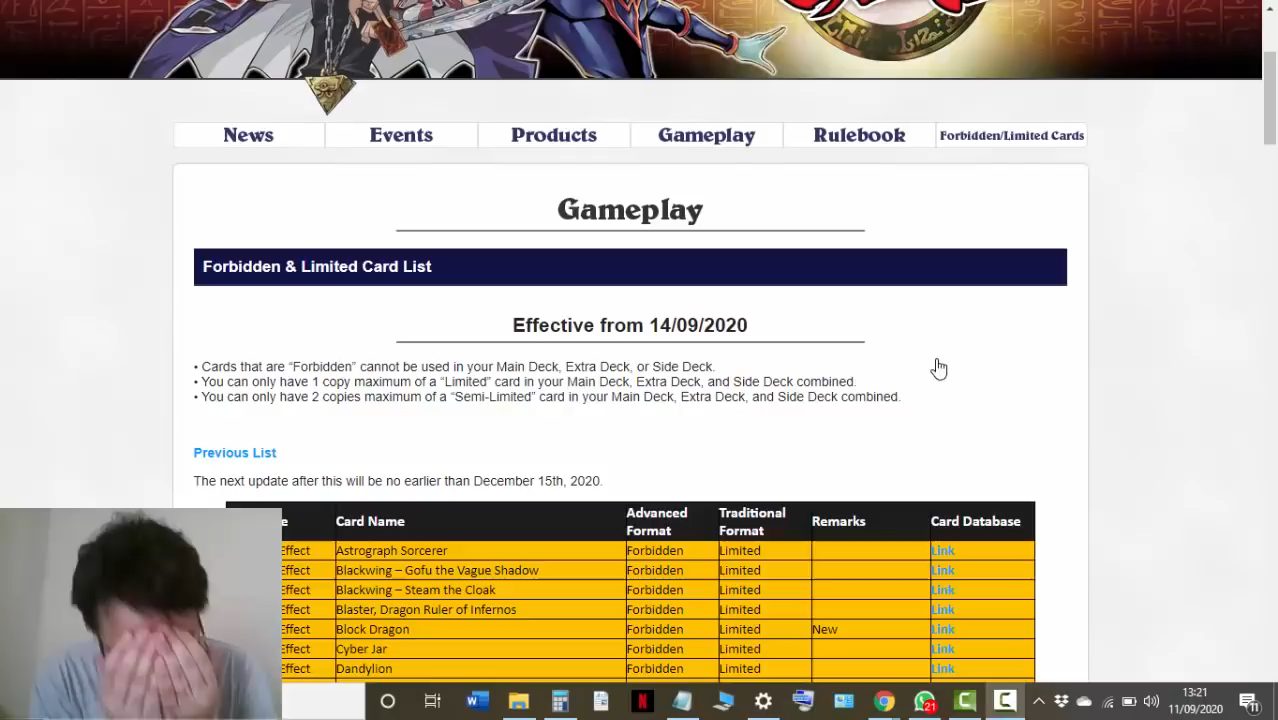 News Events Products Gameplay Rulebook Forbidden/Limited Cards
Gameplay
Forbidden & Limited Card List
Effective from 14/09/2020
• Cards that are “Forbidden” cannot be used in your Main Deck, Extra Deck, or Side Deck.
• You can only have 1 copy maximum of a “Limited” card in your Main Deck, Extra Deck, and Side Deck combined.
• You can only have 2 copies maximum of a “Semi-Limited” card in your Main Deck, Extra Deck, and Side Deck combined.
Previous List
The next update after this will be no earlier than December 15th, 2020.
Card Name Advanced Format Traditional Format Remarks Card Database
Effect Astrograph Sorcerer Forbidden Limited Link
Effect Blackwing – Gofu the Vague Shadow Forbidden Limited Link
Effect Blackwing – Steam the Cloak Forbidden Limited Link
Effect Blaster, Dragon Ruler of Infernos Forbidden Limited Link
Effect Block Dragon Forbidden Limited New Link
Effect Cyber Jar Forbidden Limited Link
Effect Dandylion Forbidden Limited Link
21
13:21
11/09/2020
11